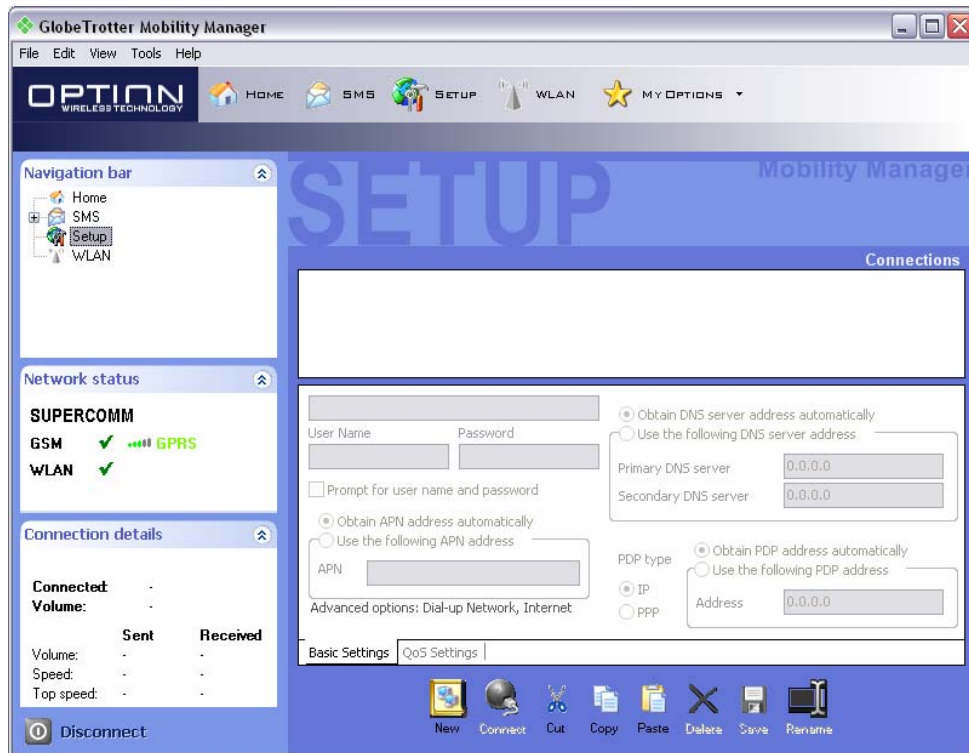 GlobeTrotter Mobility Manager
File Edit View Tools Help
OPTION WIRELESS TECHNOLOGY
HOME SMS SETUP WLAN MY OPTIONS
SETUP
Mobility Manager
Navigation bar
Home
SMS
Setup
WLAN
Connections
Network status
SUPERCOMM
GSM GPRS
WLAN
Connection details
Connected: -
Volume: -
Sent Received
Volume: - -
Speed: - -
Top speed: - -
Disconnect
User Name Password
Prompt for user name and password
Obtain APN address automatically
Use the following APN address
APN
Advanced options: Dial-up Network, Internet
Obtain DNS server address automatically
Use the following DNS server address
Primary DNS server 0.0.0.0
Secondary DNS server 0.0.0.0
PDP type
IP
PPP
Obtain PDP address automatically
Use the following PDP address
Address 0.0.0.0
Basic Settings QoS Settings
New Connect Cut Copy Paste Delete Save Rename